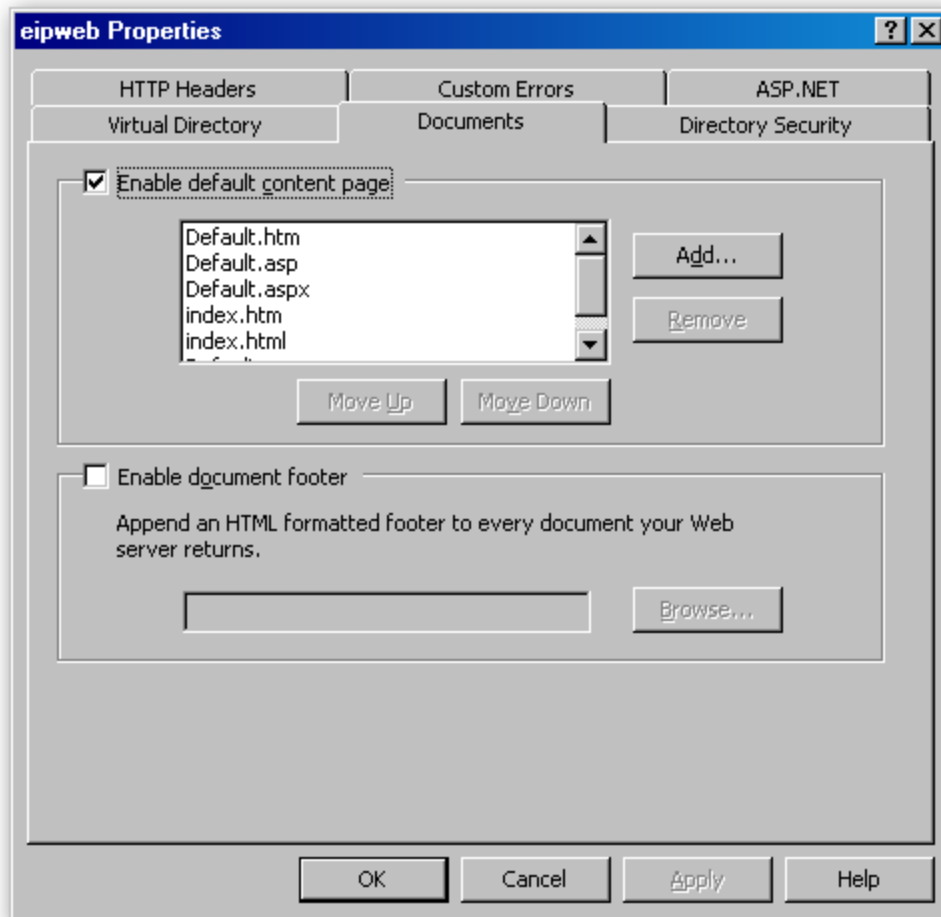 eipweb Properties
HTTP Headers
Custom Errors
ASP.NET
Virtual Directory
Documents
Directory Security
Enable default content page
Default.htm
Default.asp
Default.aspx
index.htm
index.html
Add...
Remove
Move Up
Move Down
Enable document footer
Append an HTML formatted footer to every document your Web
server returns.
Browse...
OK
Cancel
Apply
Help